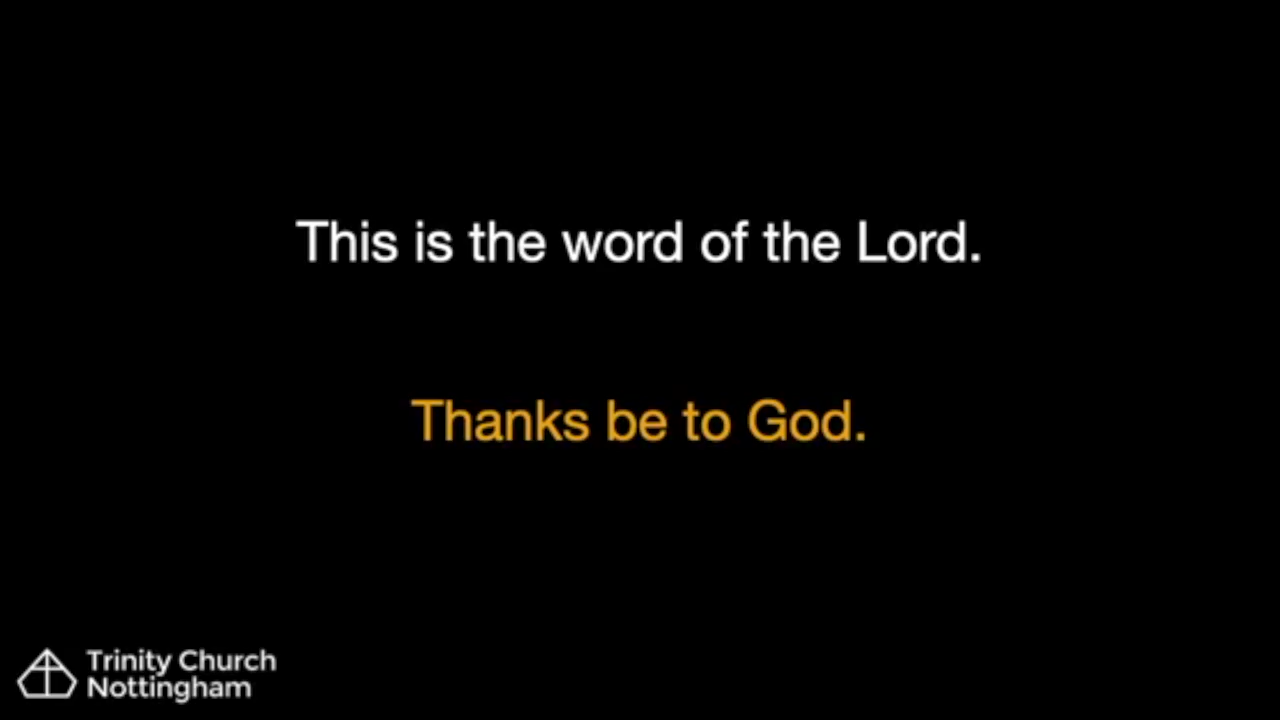 This is the word of the Lord.
Thanks be to God.
Trinity Church
Nottingham